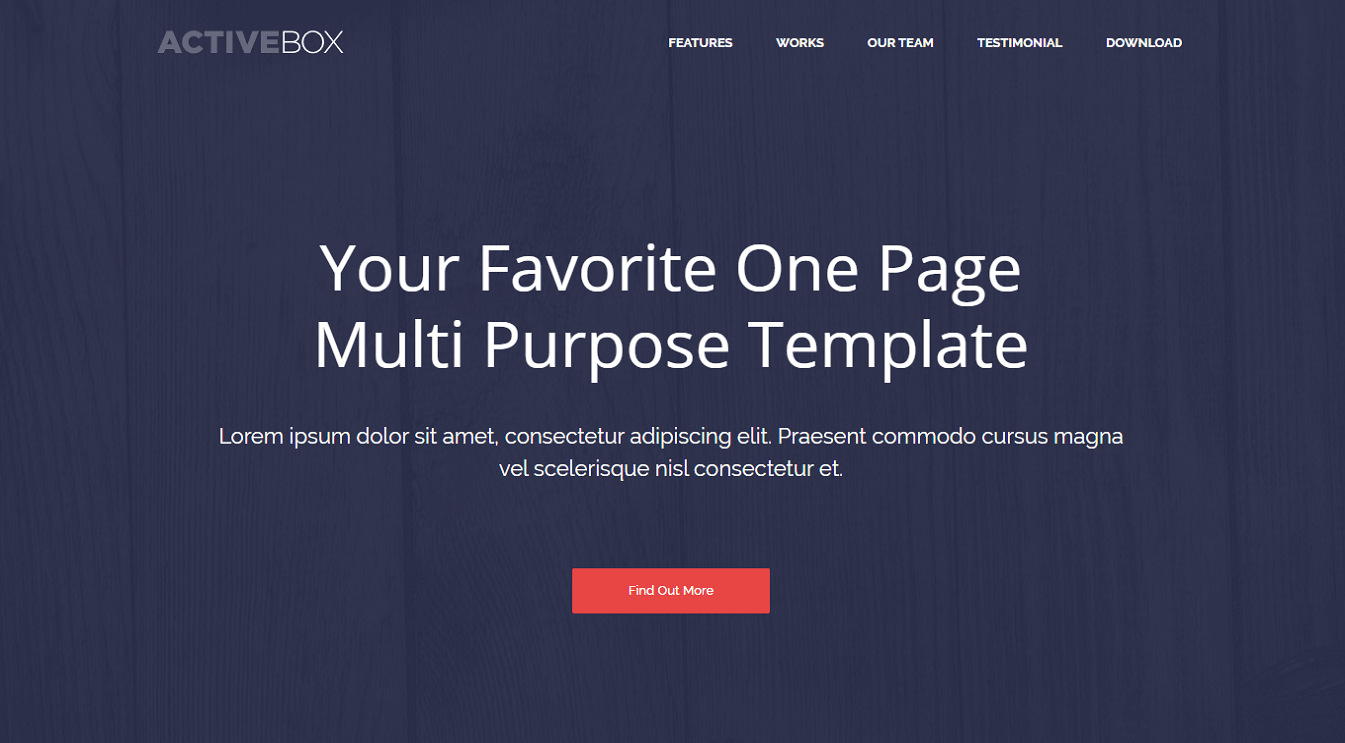 ACTIVEBOX
FEATURES WORKS OUR TEAM TESTIMONIAL DOWNLOAD
Your Favorite One Page
Multi Purpose Template
Lorem ipsum dolor sit amet, consectetur adipiscing elit. Praesent commodo cursus magna
vel scelerisque nisl consectetur et.
Find Out More